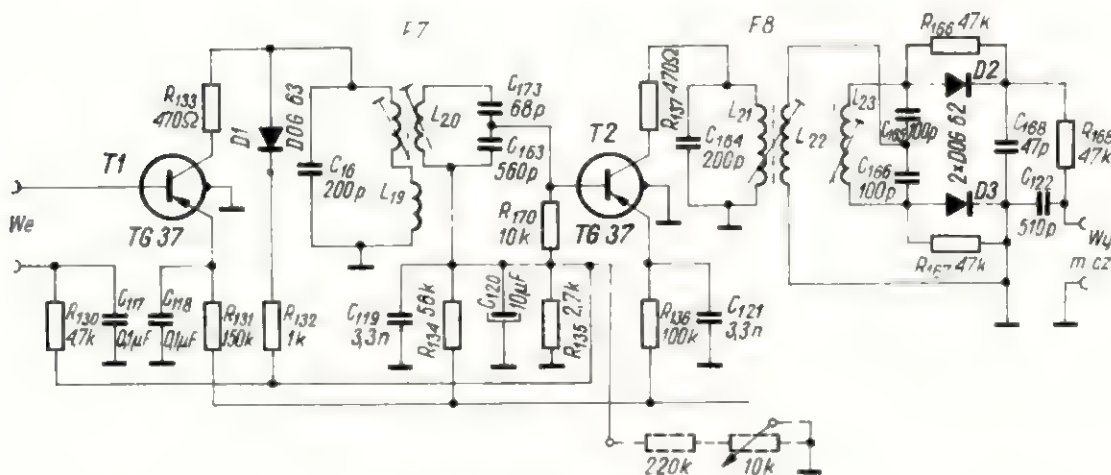 F7
F8
R166 47k
R133
470Ω
D1
D0G 63
L20
C173
68p
C163
560p
R137 470Ω
L21
C164
200p
L22
L23
100p
C166
100p
D2
2×D0G 62
D3
C168
47p
R168
47k
C122
510p
T1
TG 37
C16
200p
L19
T2
TG 37
R170
10k
We
Wy
m.cz
R167 47k
R130
4,7k
C117
0,1µF
C118
0,1µF
R131
150k
R132
1k
C119
3,3n
R134 56k
C120
10µF
R135 2,7k
R136
100k
C121
3,3n
220k
10k